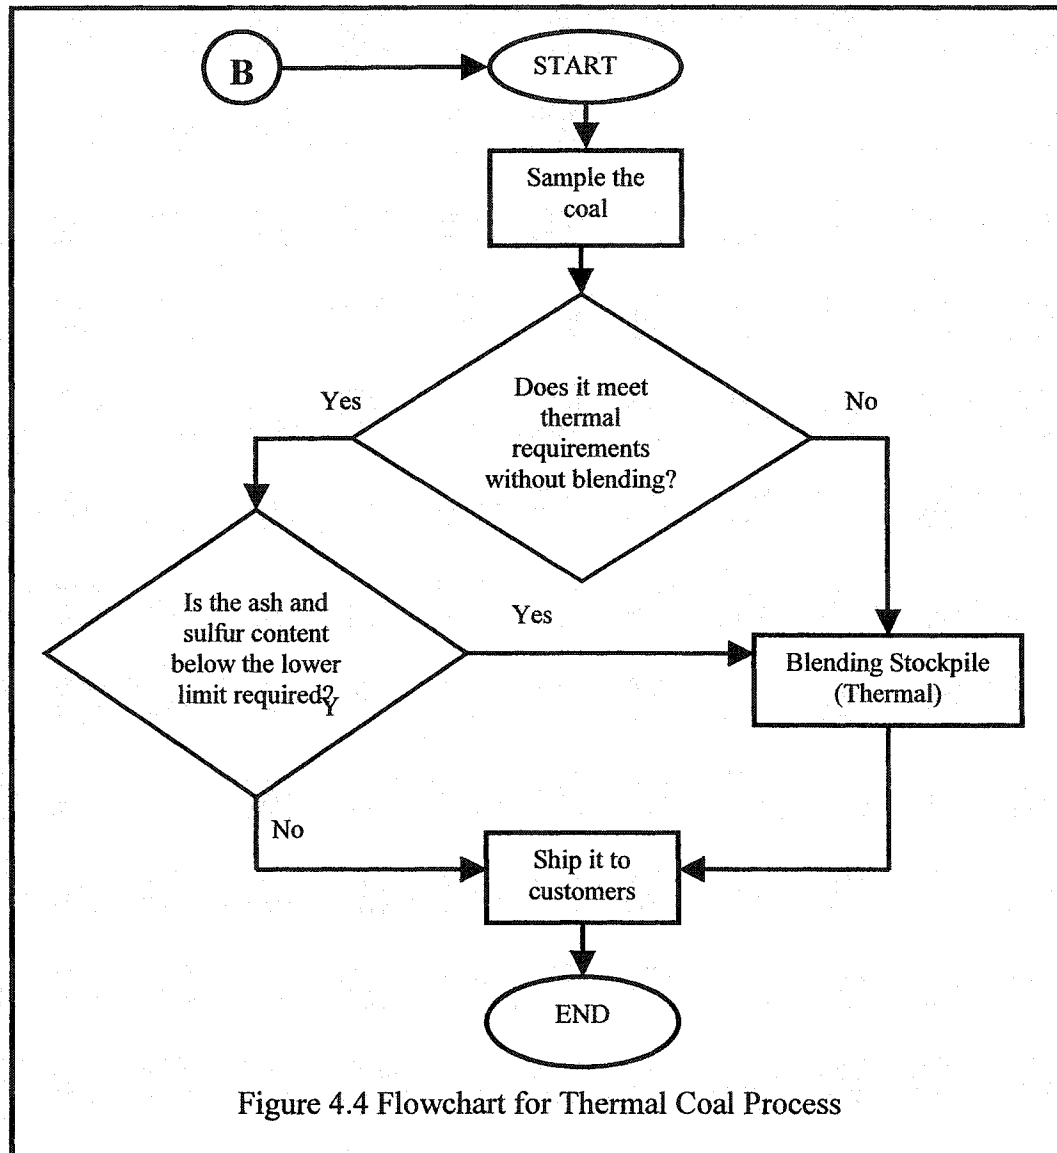 B
START
Sample the
coal
Does it meet
thermal
requirements
without blending?
Yes
No
Is the ash and
sulfur content
below the lower
limit required?
Y
Yes
Blending Stockpile
(Thermal)
No
Ship it to
customers
END
Figure 4.4 Flowchart for Thermal Coal Process